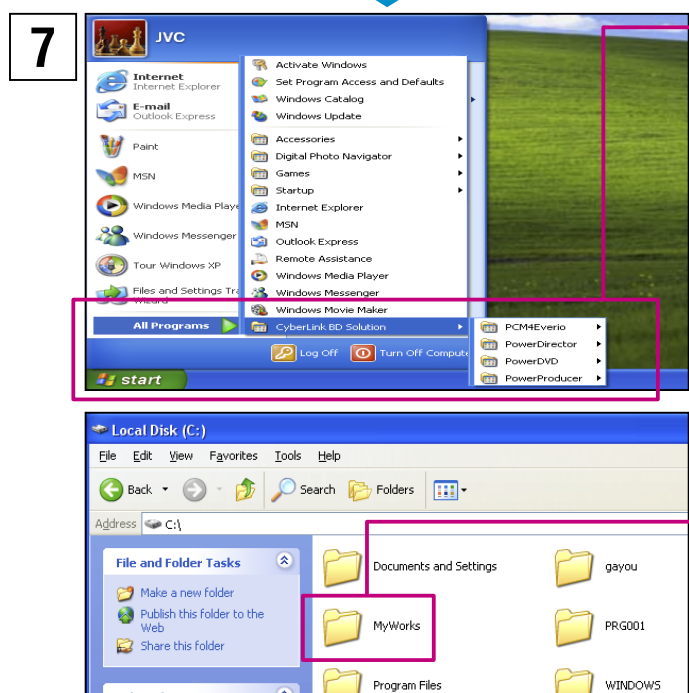 7
JVC
Internet
Internet Explorer
E-mail
Outlook Express
Paint
MSN
Windows Media Playe
Windows Messenger
Tour Windows XP
Files and Settings Tra
Wizard
All Programs
Activate Windows
Set Program Access and Defaults
Windows Catalog
Windows Update
Accessories
Digital Photo Navigator
Games
Startup
Internet Explorer
MSN
Outlook Express
Remote Assistance
Windows Media Player
Windows Messenger
Windows Movie Maker
CyberLink BD Solution
PCM4Everio
PowerDirector
PowerDVD
PowerProducer
Log Off
Turn Off Compute
start
Local Disk (C:)
File Edit View Favorites Tools Help
Back Search Folders
Address C:\
File and Folder Tasks
Make a new folder
Publish this folder to the
Web
Share this folder
Documents and Settings
gayou
MyWorks
PRG001
Program Files
WINDOWS